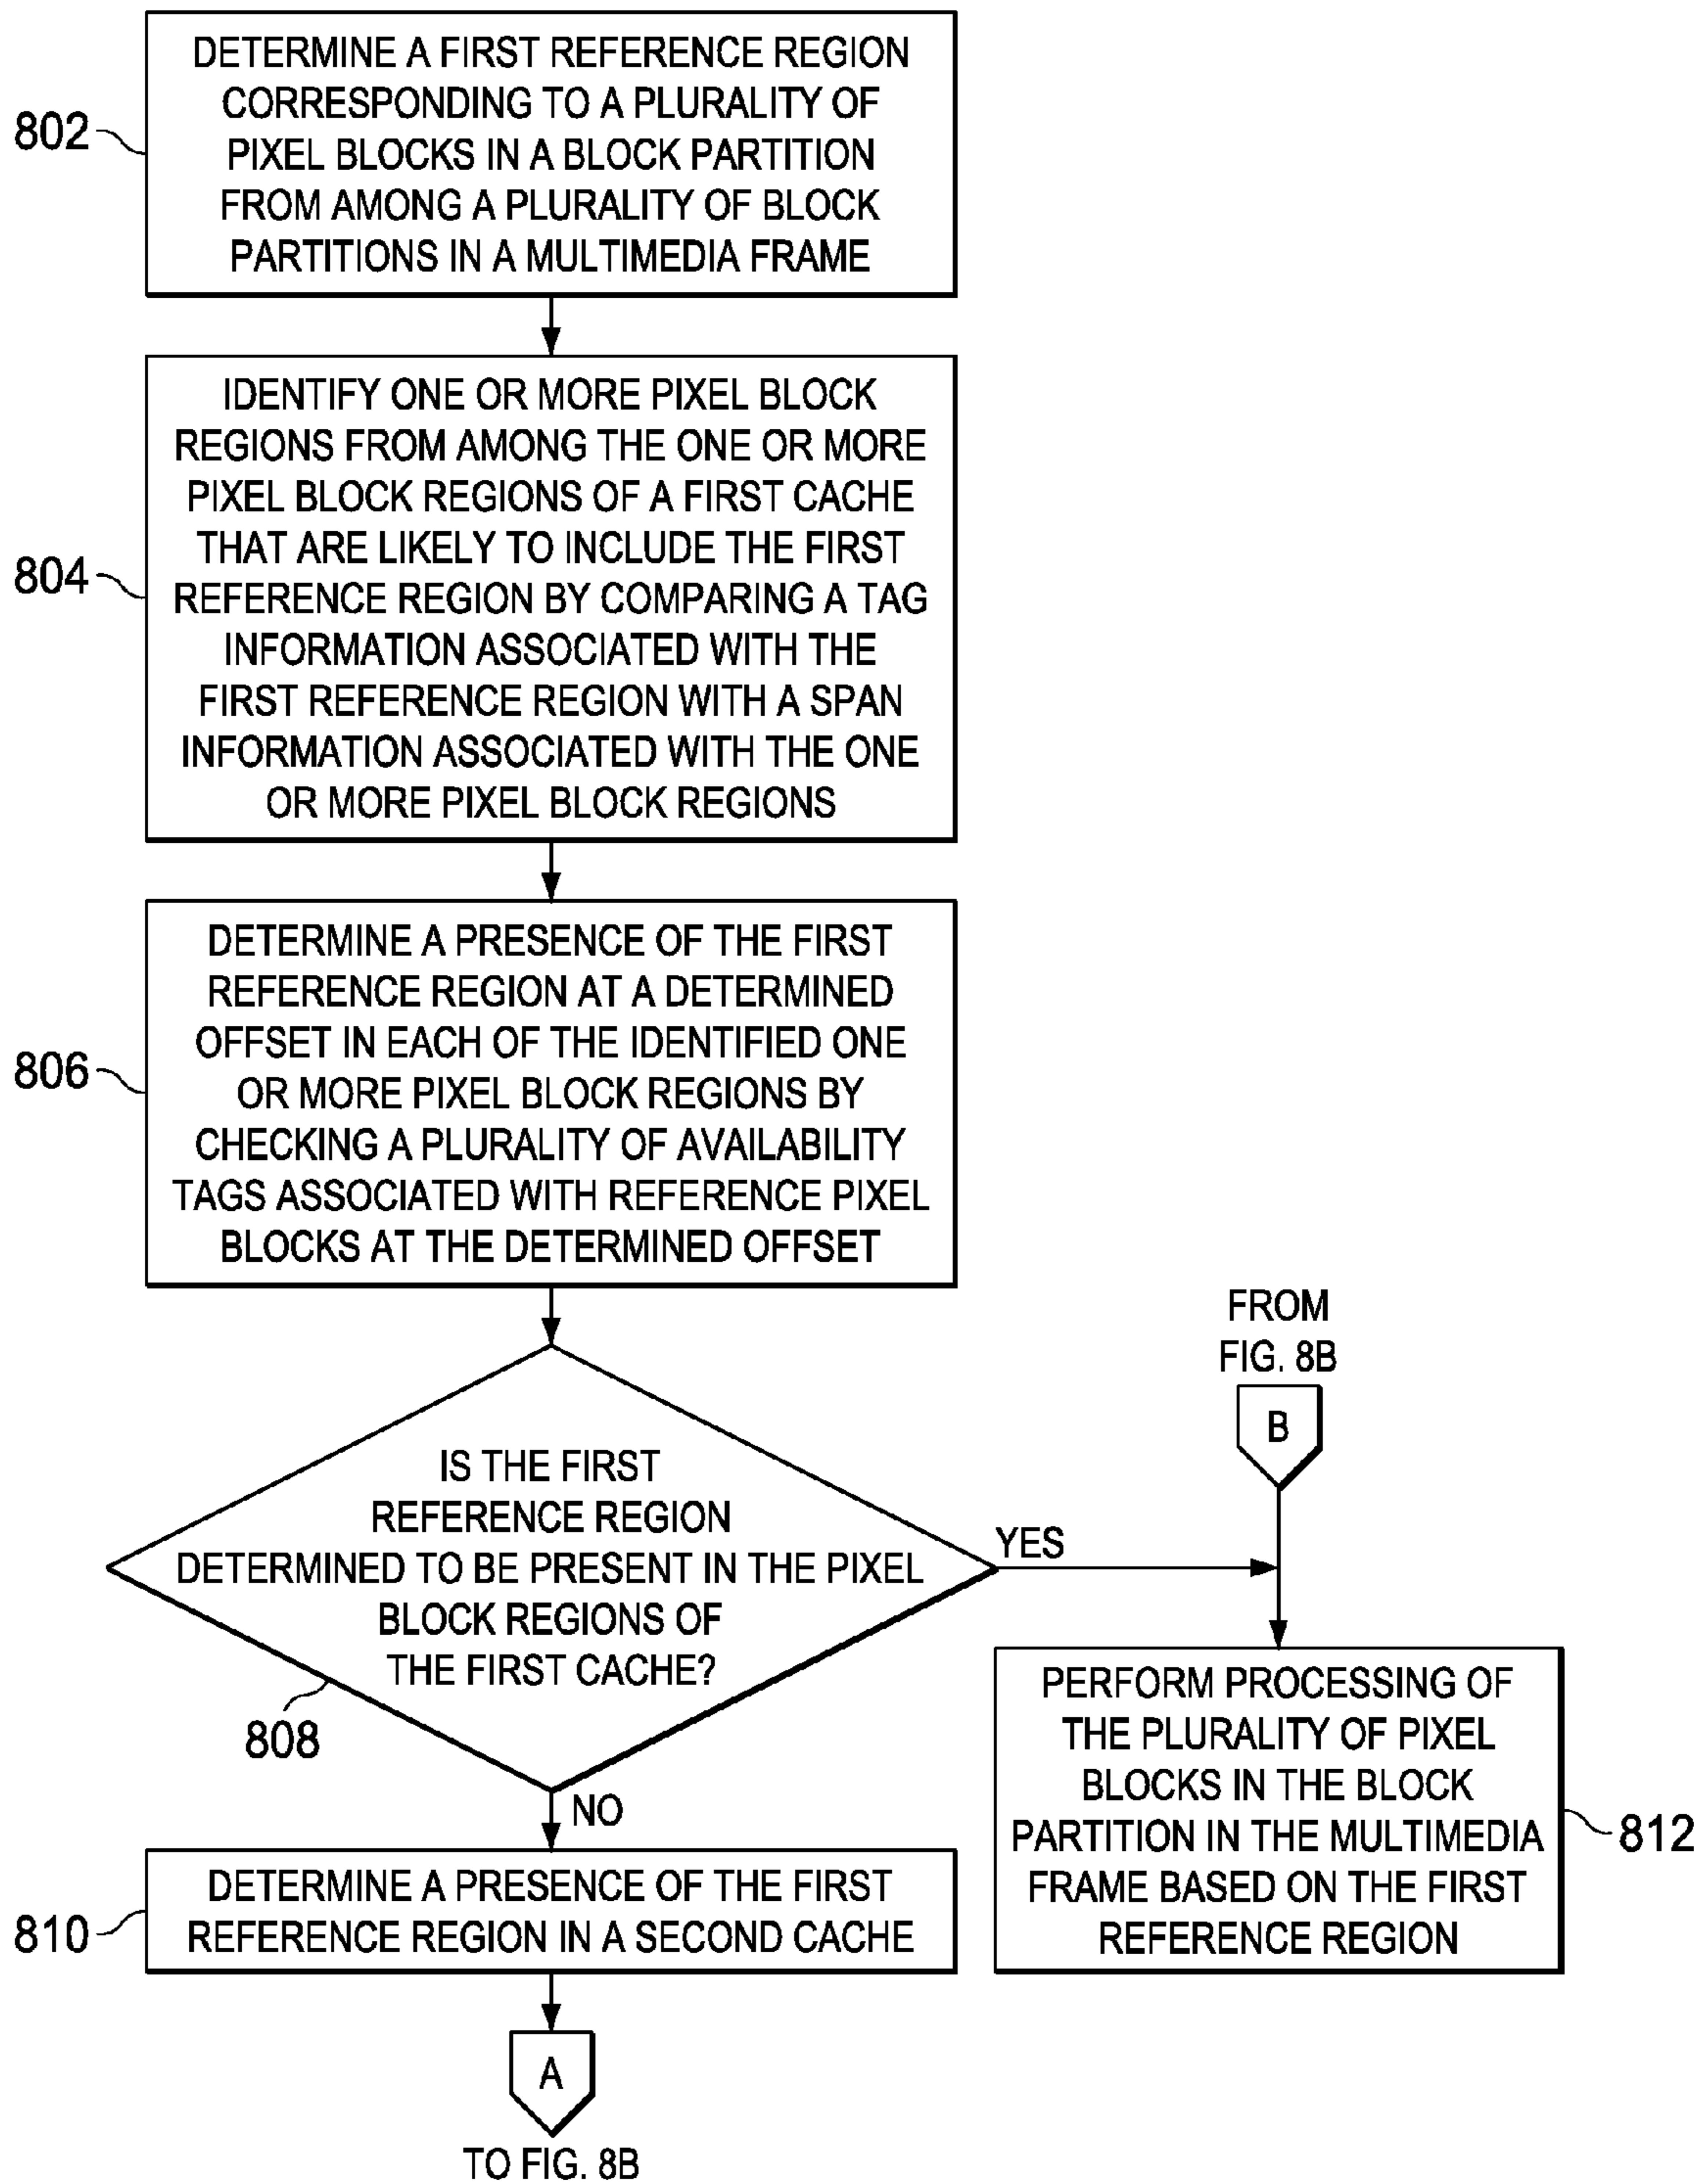 DETERMINE A FIRST REFERENCE REGION
CORRESPONDING TO A PLURALITY OF
PIXEL BLOCKS IN A BLOCK PARTITION
FROM AMONG A PLURALITY OF BLOCK
PARTITIONS IN A MULTIMEDIA FRAME
802
IDENTIFY ONE OR MORE PIXEL BLOCK
REGIONS FROM AMONG THE ONE OR MORE
PIXEL BLOCK REGIONS OF A FIRST CACHE
THAT ARE LIKELY TO INCLUDE THE FIRST
REFERENCE REGION BY COMPARING A TAG
INFORMATION ASSOCIATED WITH THE
FIRST REFERENCE REGION WITH A SPAN
INFORMATION ASSOCIATED WITH THE ONE
OR MORE PIXEL BLOCK REGIONS
804
DETERMINE A PRESENCE OF THE FIRST
REFERENCE REGION AT A DETERMINED
OFFSET IN EACH OF THE IDENTIFIED ONE
OR MORE PIXEL BLOCK REGIONS BY
CHECKING A PLURALITY OF AVAILABILITY
TAGS ASSOCIATED WITH REFERENCE PIXEL
BLOCKS AT THE DETERMINED OFFSET
806
FROM
FIG. 8B
B
IS THE FIRST
REFERENCE REGION
DETERMINED TO BE PRESENT IN THE PIXEL
BLOCK REGIONS OF
THE FIRST CACHE?
808
YES
NO
PERFORM PROCESSING OF
THE PLURALITY OF PIXEL
BLOCKS IN THE BLOCK
PARTITION IN THE MULTIMEDIA
FRAME BASED ON THE FIRST
REFERENCE REGION
812
DETERMINE A PRESENCE OF THE FIRST
REFERENCE REGION IN A SECOND CACHE
810
A
TO FIG. 8B